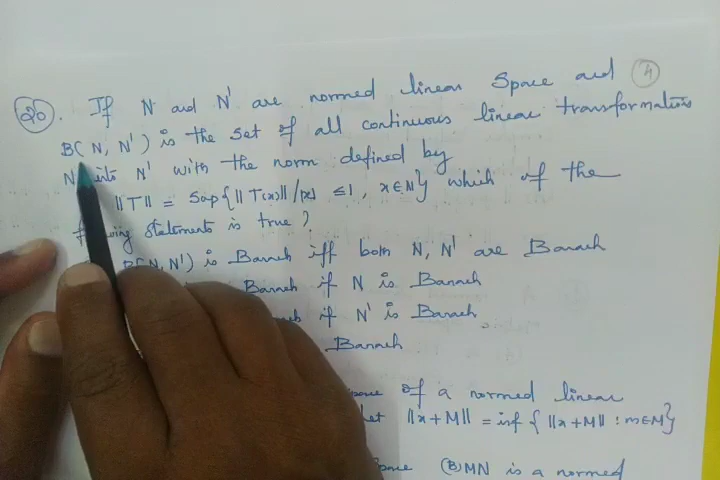 20. If N and N' are normed linear Space and 4
B( N, N') is the set of all continuous linear transformations
N into N' with the norm defined by
||T|| = Sup{||T(x)|| / |x| ≤1, x∈N} which of the
statements is true?
B(N, N') is Banach iff both N, N' are Banach
Banach if N is Banach
if N' is Banach
Banach
of a normed linear
let ||x+M|| = inf { ||x+M|| : m∈M}
(B) MN is a normed